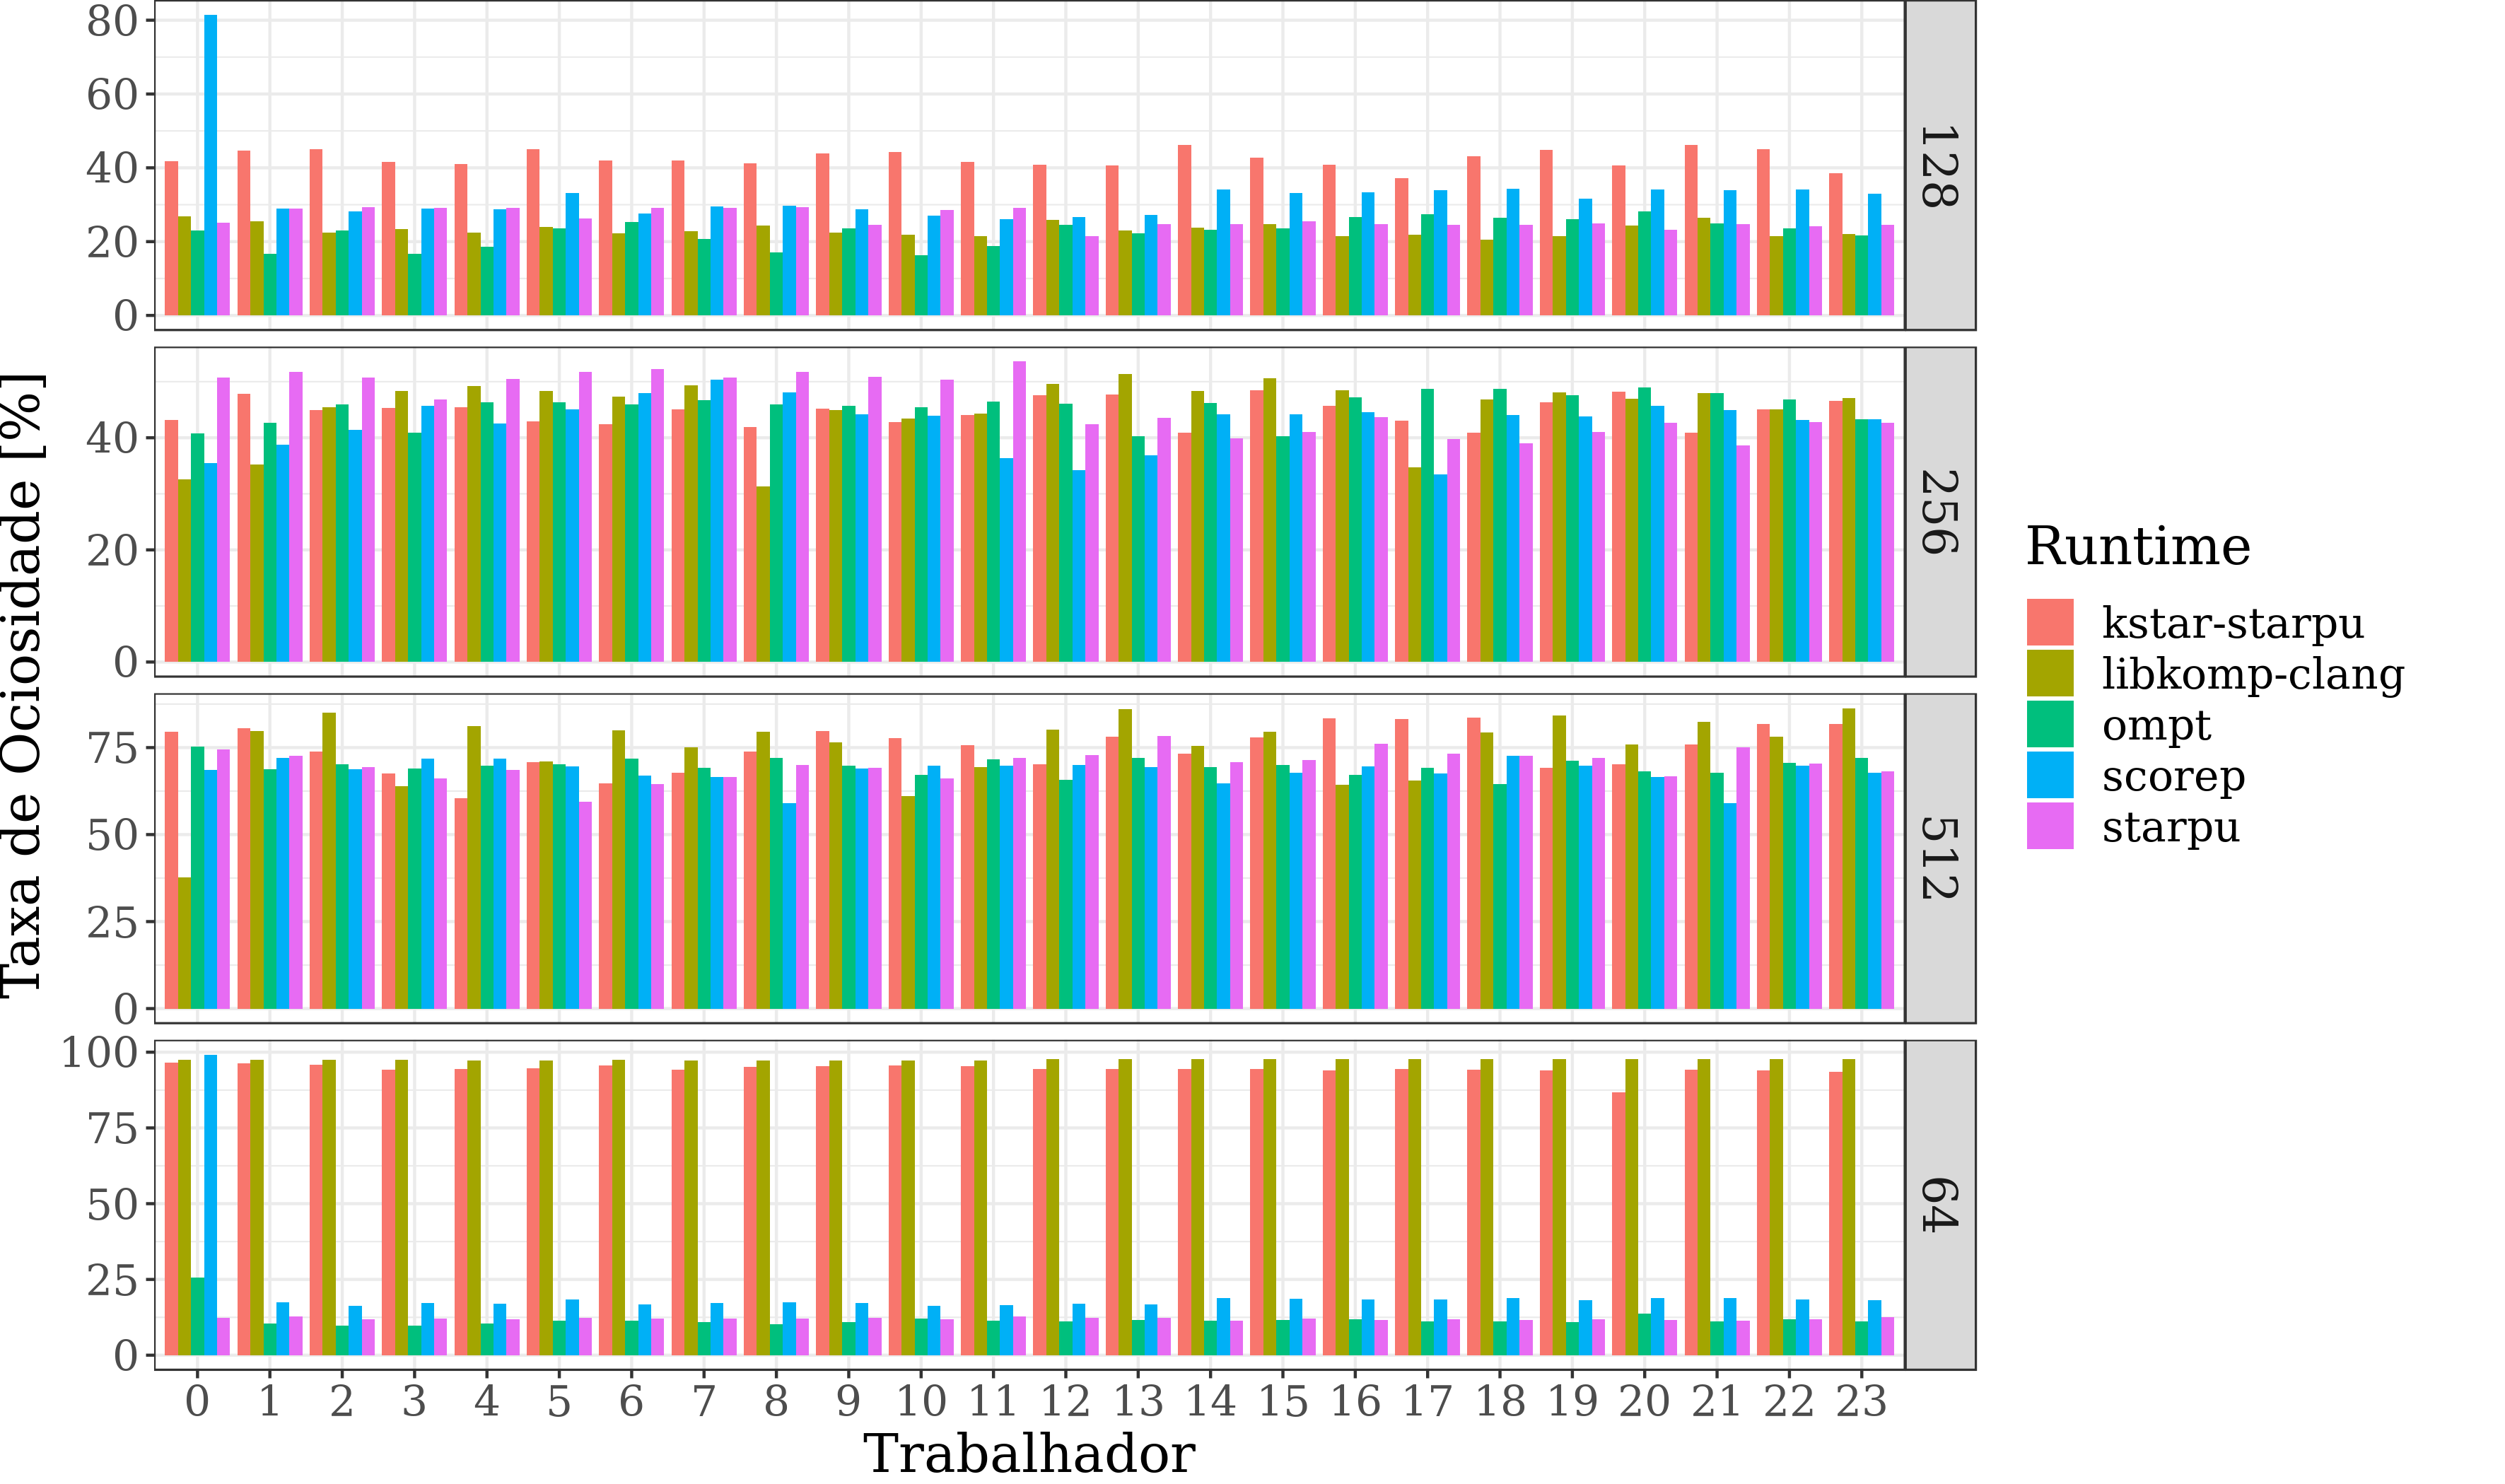 Taxa de Ociosidade [%]
80
60
40
20
0
128
40
20
0
256
75
50
25
0
512
100
75
50
25
0
64
0 1 2 3 4 5 6 7 8 9 10 11 12 13 14 15 16 17 18 19 20 21 22 23
Trabalhador
Runtime
kstar-starpu
libkomp-clang
ompt
scorep
starpu